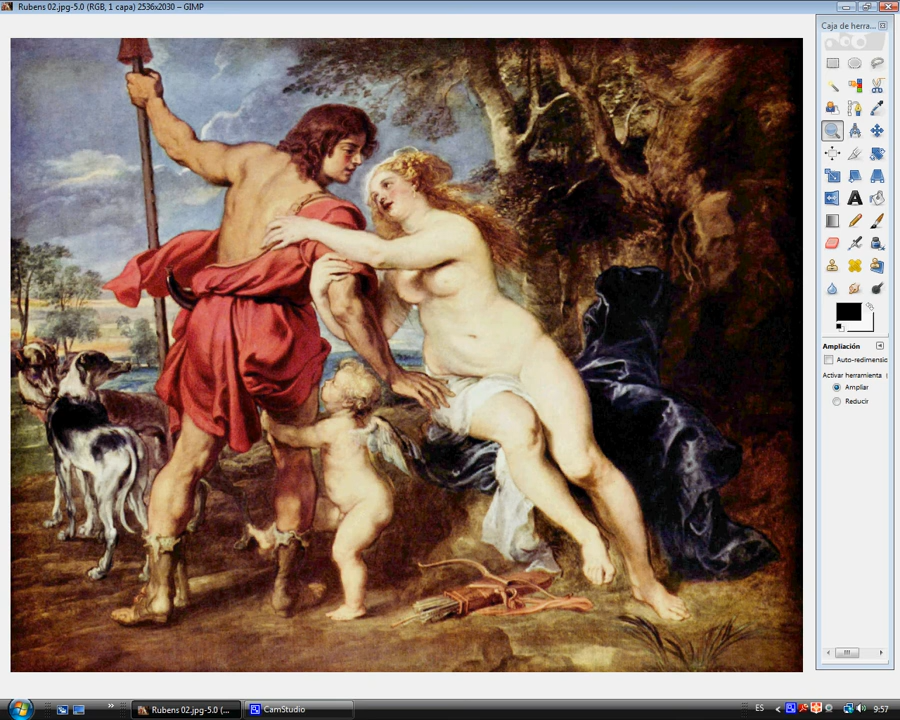 Rubens 02.jpg-5.0 (RGB, 1 capa) 2536x2030 – GIMP
Caja de herra...
Ampliación
Auto-redimensio
Activar herramienta (
Ampliar
Reducir
Rubens 02.jpg-5.0 (...
CamStudio
ES
9:57